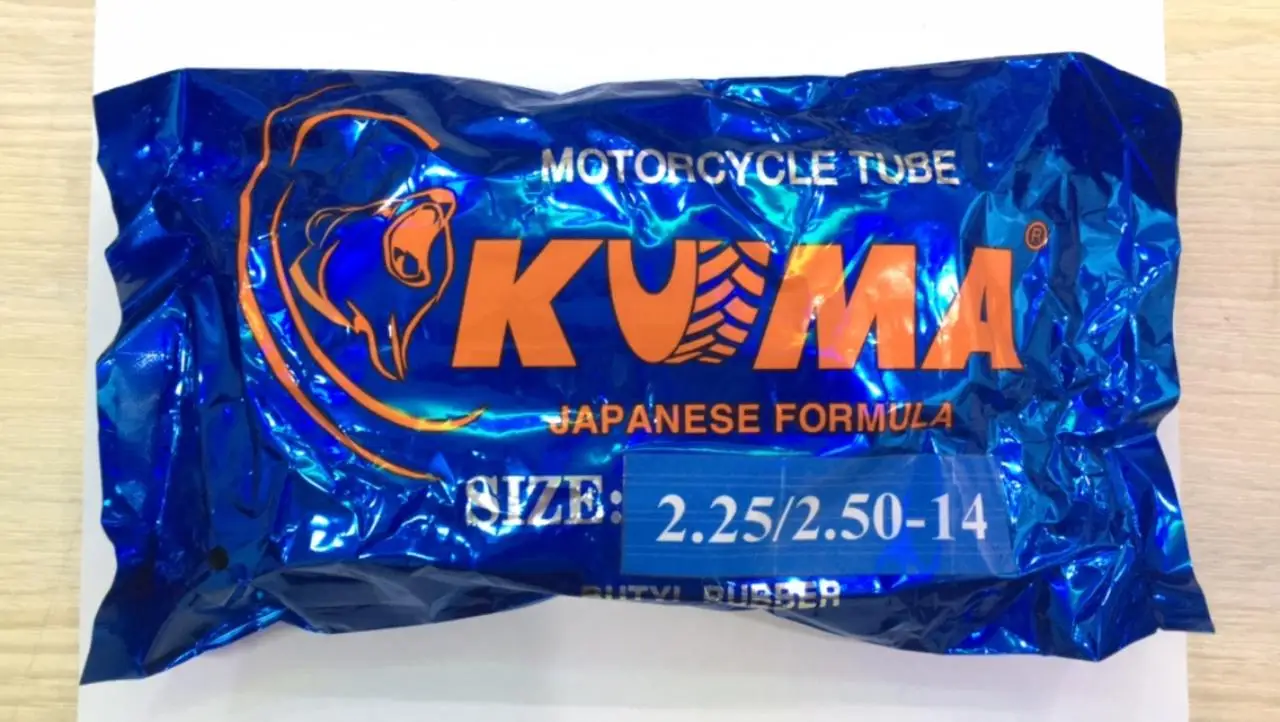 MOTORCYCLE TUBE
KUMA®
JAPANESE FORMULA
SIZE: 2.25/2.50-14
BUTYL RUBBER